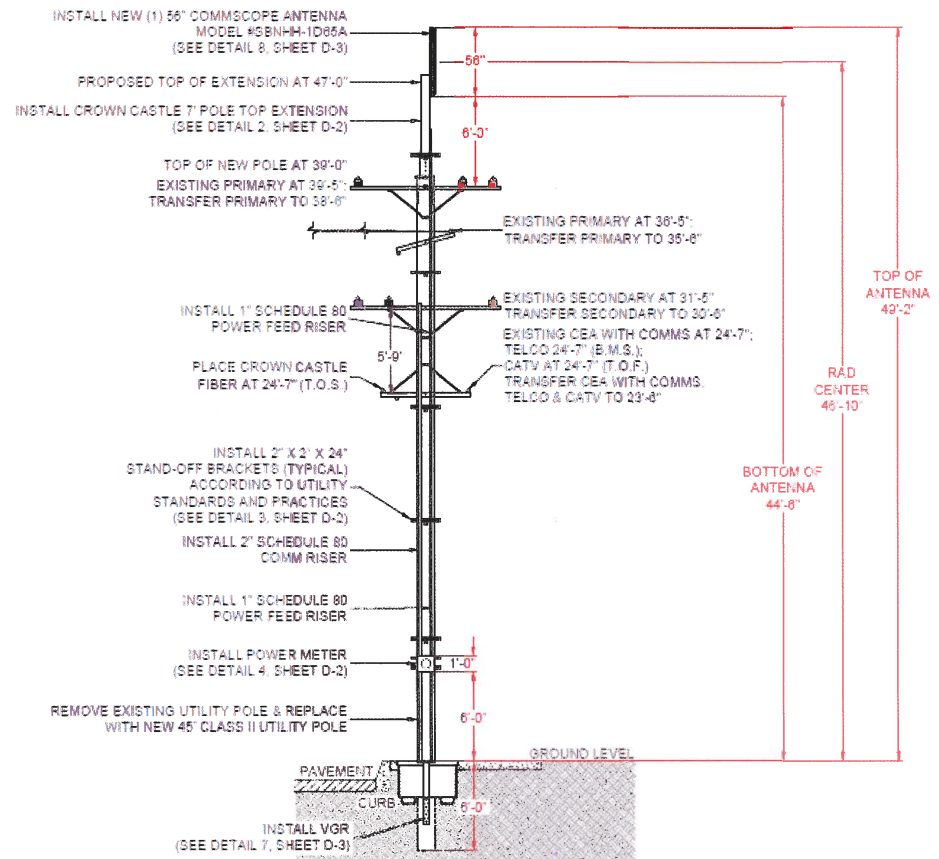 INSTALL NEW (1) 56" COMMSCOPE ANTENNA
MODEL #SBNHH-1D65A
(SEE DETAIL 8, SHEET D-3)
PROPOSED TOP OF EXTENSION AT 47'-0"
INSTALL CROWN CASTLE 7' POLE TOP EXTENSION
(SEE DETAIL 2, SHEET D-2)
TOP OF NEW POLE AT 39'-0"
EXISTING PRIMARY AT 39'-5";
TRANSFER PRIMARY TO 38'-6"
INSTALL 1" SCHEDULE 80
POWER FEED RISER
PLACE CROWN CASTLE
FIBER AT 24'-7" (T.O.S.)
INSTALL 2" X 2" X 24"
STAND-OFF BRACKETS (TYPICAL)
ACCORDING TO UTILITY
STANDARDS AND PRACTICES
(SEE DETAIL 3, SHEET D-2)
INSTALL 2" SCHEDULE 80
COMM RISER
INSTALL 1" SCHEDULE 80
POWER FEED RISER
INSTALL POWER METER
(SEE DETAIL 4, SHEET D-2)
REMOVE EXISTING UTILITY POLE & REPLACE
WITH NEW 45' CLASS II UTILITY POLE
PAVEMENT
CURB
INSTALL VGR
(SEE DETAIL 7, SHEET D-3)
56"
6'-0"
EXISTING PRIMARY AT 36'-5";
TRANSFER PRIMARY TO 35'-6"
EXISTING SECONDARY AT 31'-5"
TRANSFER SECONDARY TO 30'-6"
EXISTING CEA WITH COMMS AT 24'-7";
TELCO 24'-7" (B.M.S.);
CATV AT 24'-7" (T.O.F.)
TRANSFER CEA WITH COMMS,
TELCO & CATV TO 23'-6"
5'-9"
1'-0"
6'-0"
GROUND LEVEL
6'-0"
BOTTOM OF
ANTENNA
44'-6"
RAD
CENTER
46'-10"
TOP OF
ANTENNA
49'-2"